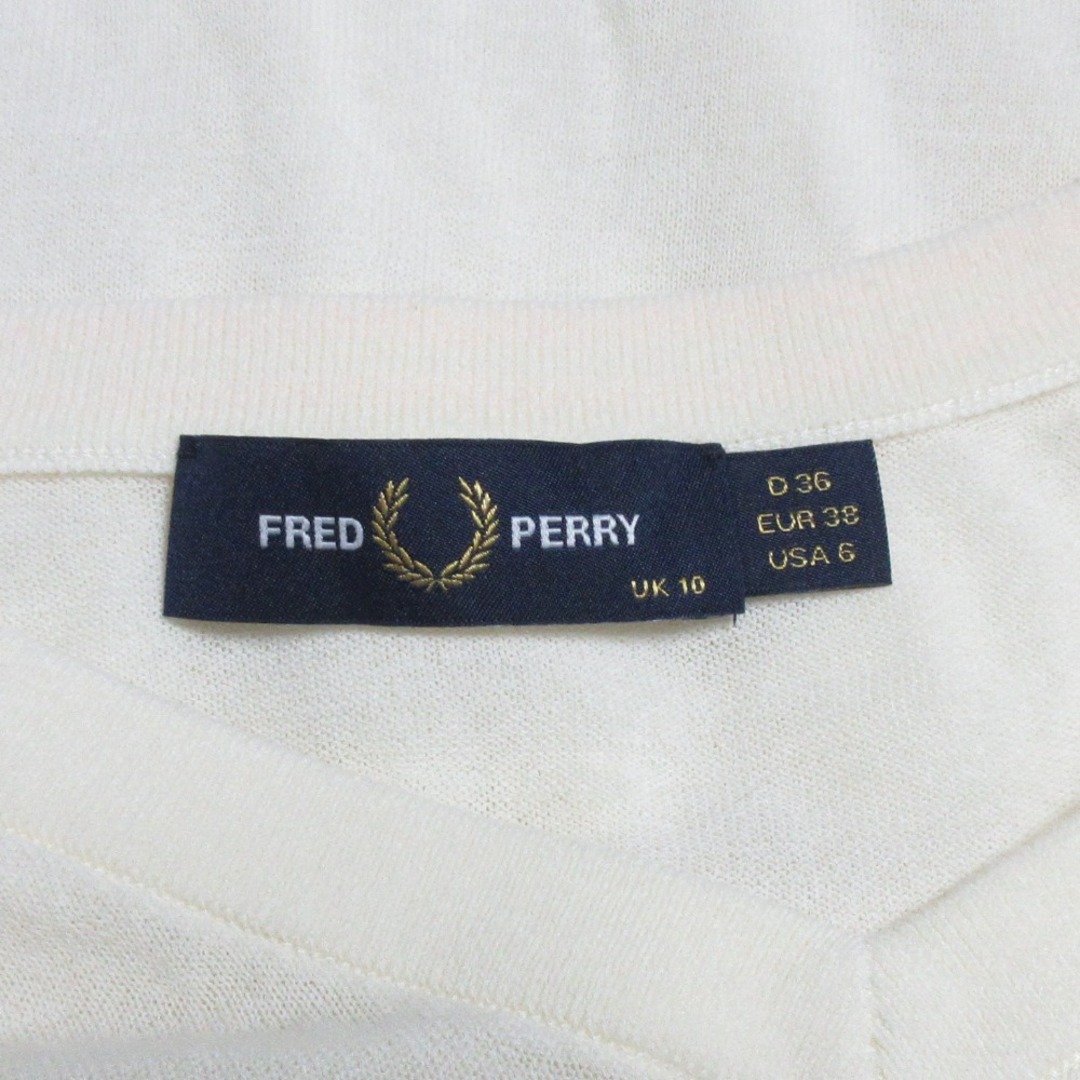 FRED PERRY
UK 10
D 36
EUR 38
USA 6